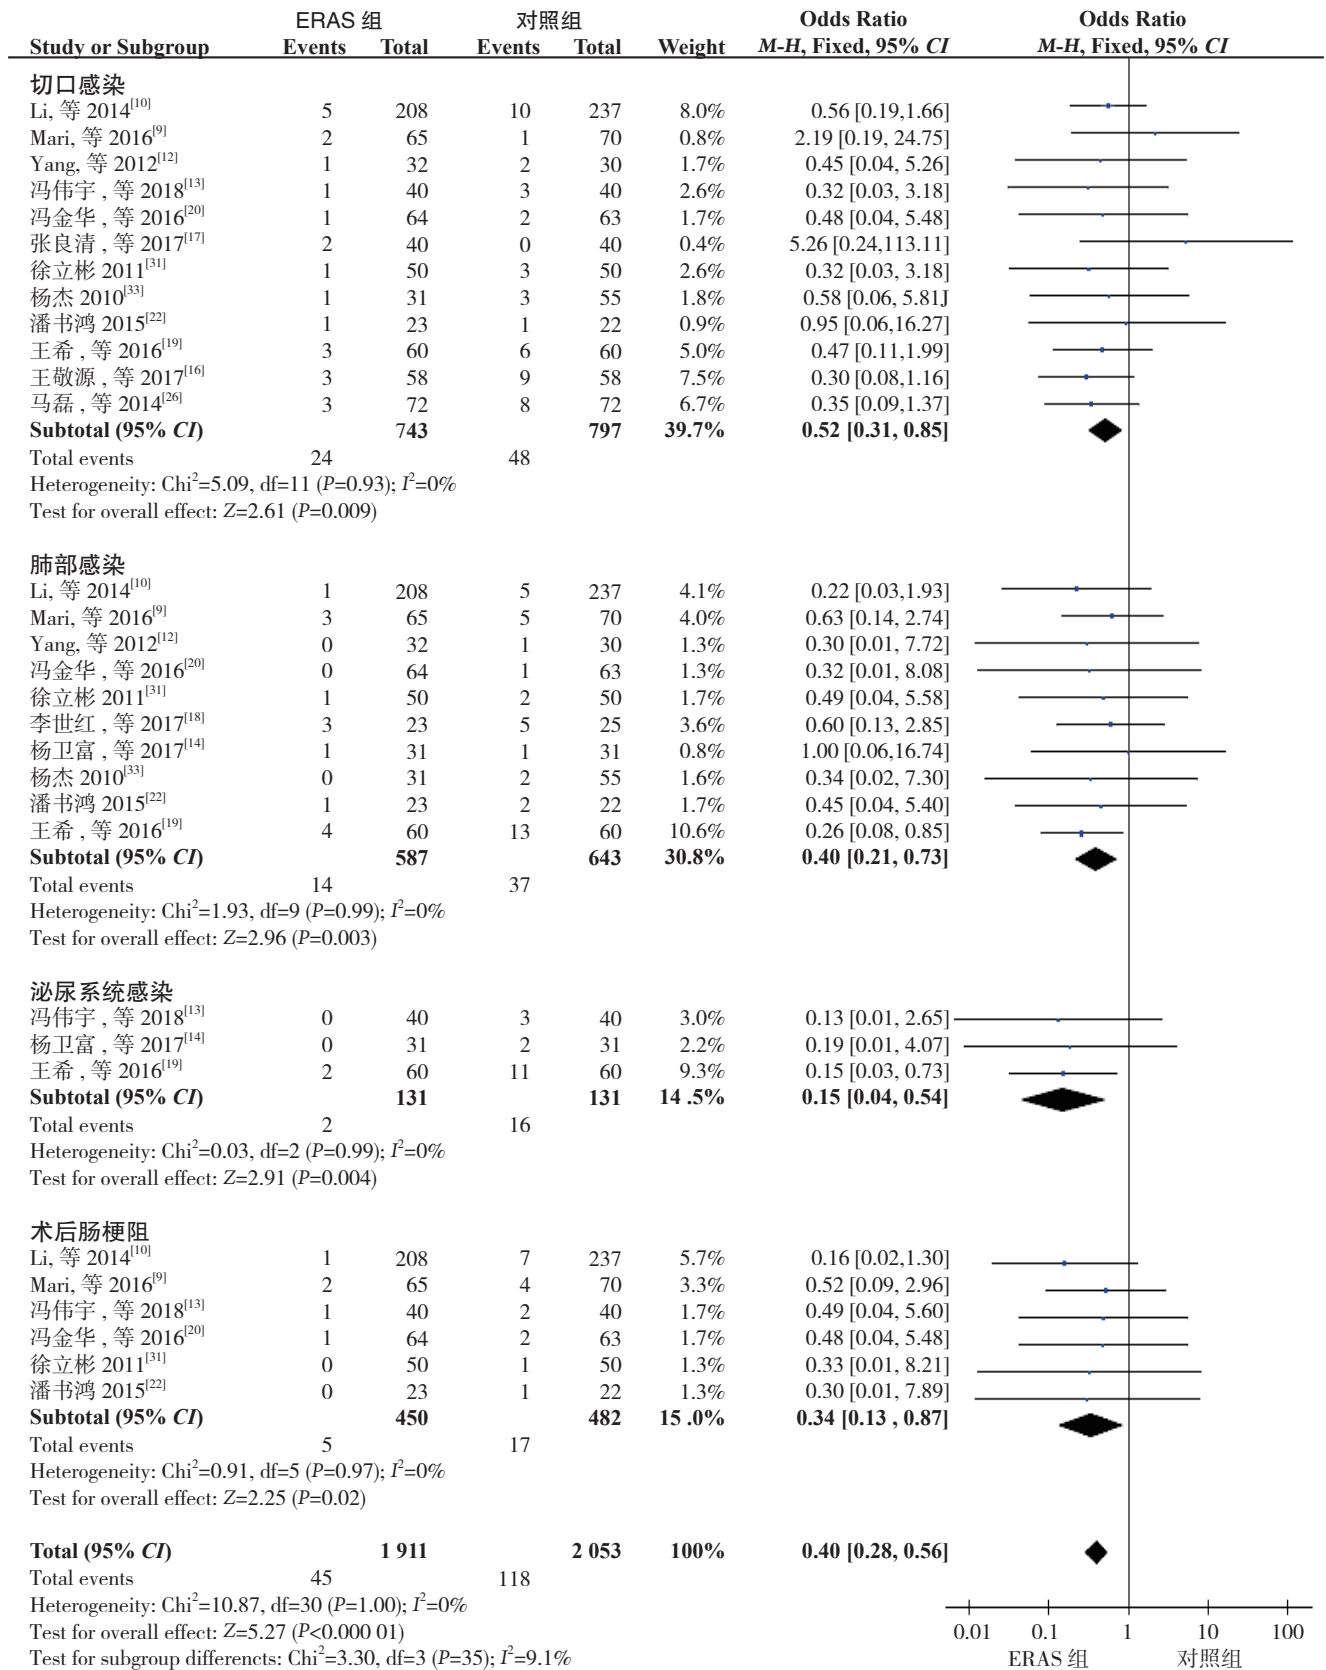 ERAS 组 对照组 Odds Ratio Odds Ratio
Study or Subgroup Events Total Events Total Weight M-H, Fixed, 95% CI M-H, Fixed, 95% CI
切口感染
Li, 等 2014[10] 5 208 10 237 8.0% 0.56 [0.19,1.66]
Mari, 等 2016[9] 2 65 1 70 0.8% 2.19 [0.19, 24.75]
Yang, 等 2012[12] 1 32 2 30 1.7% 0.45 [0.04, 5.26]
冯伟宇 , 等 2018[13] 1 40 3 40 2.6% 0.32 [0.03, 3.18]
冯金华 , 等 2016[20] 1 64 2 63 1.7% 0.48 [0.04, 5.48]
张良清 , 等 2017[17] 2 40 0 40 0.4% 5.26 [0.24,113.11]
徐立彬 2011[31] 1 50 3 50 2.6% 0.32 [0.03, 3.18]
杨杰 2010[33] 1 31 3 55 1.8% 0.58 [0.06, 5.81J
潘书鸿 2015[22] 1 23 1 22 0.9% 0.95 [0.06,16.27]
王希 , 等 2016[19] 3 60 6 60 5.0% 0.47 [0.11,1.99]
王敬源 , 等 2017[16] 3 58 9 58 7.5% 0.30 [0.08,1.16]
马磊 , 等 2014[26] 3 72 8 72 6.7% 0.35 [0.09,1.37]
Subtotal (95% CI) 743 797 39.7% 0.52 [0.31, 0.85]
Total events 24 48
Heterogeneity: Chi²=5.09, df=11 (P=0.93); I²=0%
Test for overall effect: Z=2.61 (P=0.009)
肺部感染
Li, 等 2014[10] 1 208 5 237 4.1% 0.22 [0.03,1.93]
Mari, 等 2016[9] 3 65 5 70 4.0% 0.63 [0.14, 2.74]
Yang, 等 2012[12] 0 32 1 30 1.3% 0.30 [0.01, 7.72]
冯金华 , 等 2016[20] 0 64 1 63 1.3% 0.32 [0.01, 8.08]
徐立彬 2011[31] 1 50 2 50 1.7% 0.49 [0.04, 5.58]
李世红 , 等 2017[18] 3 23 5 25 3.6% 0.60 [0.13, 2.85]
杨卫富 , 等 2017[14] 1 31 1 31 0.8% 1.00 [0.06,16.74]
杨杰 2010[33] 0 31 2 55 1.6% 0.34 [0.02, 7.30]
潘书鸿 2015[22] 1 23 2 22 1.7% 0.45 [0.04, 5.40]
王希 , 等 2016[19] 4 60 13 60 10.6% 0.26 [0.08, 0.85]
Subtotal (95% CI) 587 643 30.8% 0.40 [0.21, 0.73]
Total events 14 37
Heterogeneity: Chi²=1.93, df=9 (P=0.99); I²=0%
Test for overall effect: Z=2.96 (P=0.003)
泌尿系统感染
冯伟宇 , 等 2018[13] 0 40 3 40 3.0% 0.13 [0.01, 2.65]
杨卫富 , 等 2017[14] 0 31 2 31 2.2% 0.19 [0.01, 4.07]
王希 , 等 2016[19] 2 60 11 60 9.3% 0.15 [0.03, 0.73]
Subtotal (95% CI) 131 131 14 .5% 0.15 [0.04, 0.54]
Total events 2 16
Heterogeneity: Chi²=0.03, df=2 (P=0.99); I²=0%
Test for overall effect: Z=2.91 (P=0.004)
术后肠梗阻
Li, 等 2014[10] 1 208 7 237 5.7% 0.16 [0.02,1.30]
Mari, 等 2016[9] 2 65 4 70 3.3% 0.52 [0.09, 2.96]
冯伟宇 , 等 2018[13] 1 40 2 40 1.7% 0.49 [0.04, 5.60]
冯金华 , 等 2016[20] 1 64 2 63 1.7% 0.48 [0.04, 5.48]
徐立彬 2011[31] 0 50 1 50 1.3% 0.33 [0.01, 8.21]
潘书鸿 2015[22] 0 23 1 22 1.3% 0.30 [0.01, 7.89]
Subtotal (95% CI) 450 482 15 .0% 0.34 [0.13 , 0.87]
Total events 5 17
Heterogeneity: Chi²=0.91, df=5 (P=0.97); I²=0%
Test for overall effect: Z=2.25 (P=0.02)
Total (95% CI) 1 911 2 053 100% 0.40 [0.28, 0.56]
Total events 45 118
Heterogeneity: Chi²=10.87, df=30 (P=1.00); I²=0%
Test for overall effect: Z=5.27 (P<0.000 01)
Test for subgroup differencts: Chi²=3.30, df=3 (P=35); I²=9.1%
0.01 0.1 1 10 100
ERAS 组 对照组